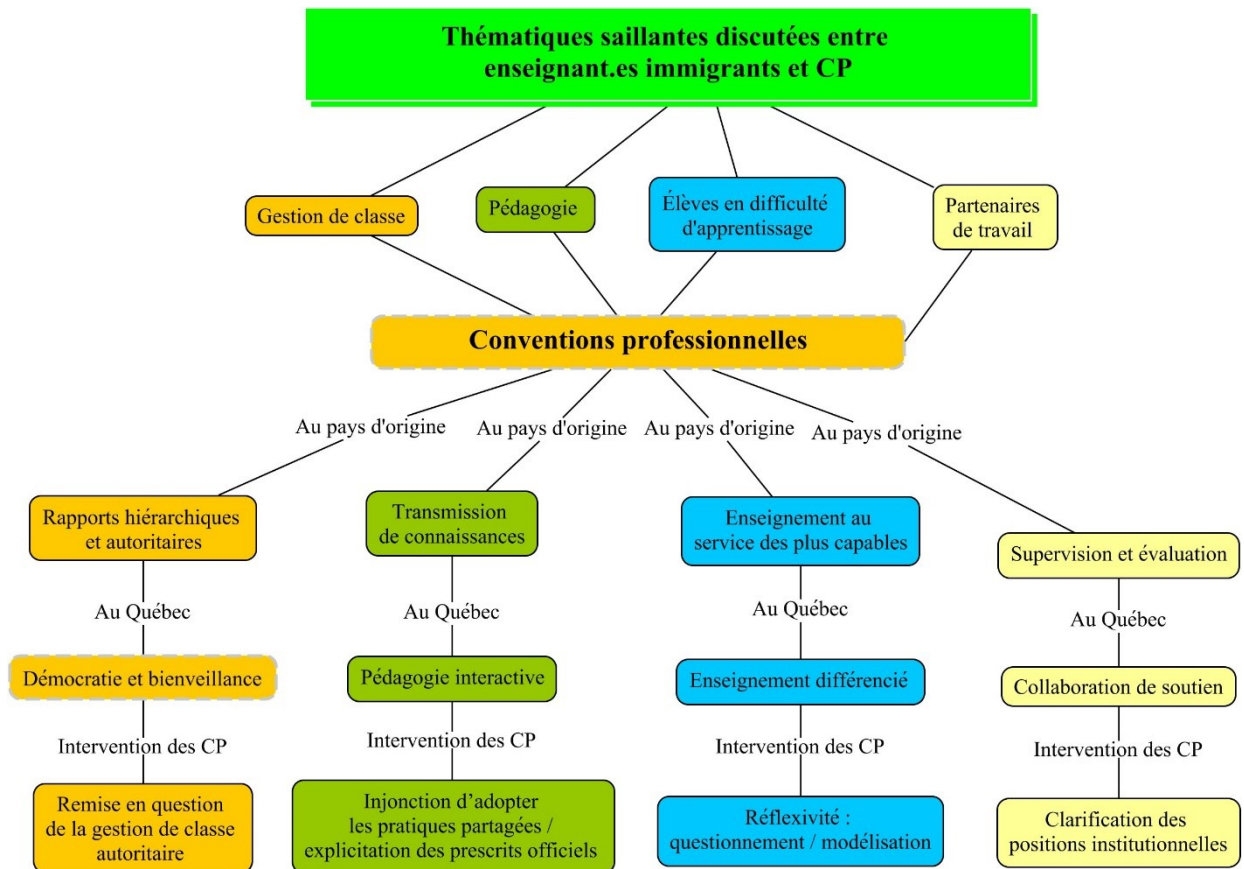 Thématiques saillantes discutées entre
enseignant.es immigrants et CP
Gestion de classe
Pédagogie
Élèves en difficulté
d'apprentissage
Partenaires
de travail
Conventions professionnelles
Au pays d'origine
Au pays d'origine
Au pays d'origine
Au pays d'origine
Rapports hiérarchiques
et autoritaires
Transmission
de connaissances
Enseignement au
service des plus capables
Supervision et évaluation
Au Québec
Au Québec
Au Québec
Au Québec
Démocratie et bienveillance
Pédagogie interactive
Enseignement différencié
Collaboration de soutien
Intervention des CP
Intervention des CP
Intervention des CP
Intervention des CP
Remise en question
de la gestion de classe
autoritaire
Injonction d’adopter
les pratiques partagées /
explicitation des prescrits officiels
Réflexivité :
questionnement / modélisation
Clarification des
positions institutionnelles